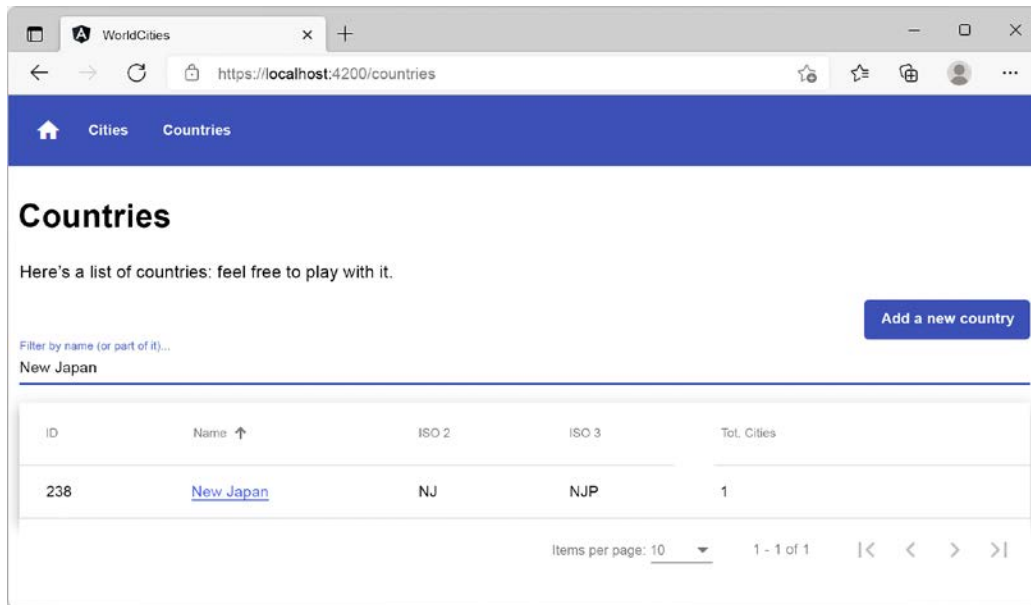 WorldCities
https://localhost:4200/countries
Cities Countries
Countries
Here's a list of countries: feel free to play with it.
Add a new country
Filter by name (or part of it)...
New Japan
ID Name ISO 2 ISO 3 Tot. Cities
238 New Japan NJ NJP 1
Items per page: 10 1 - 1 of 1